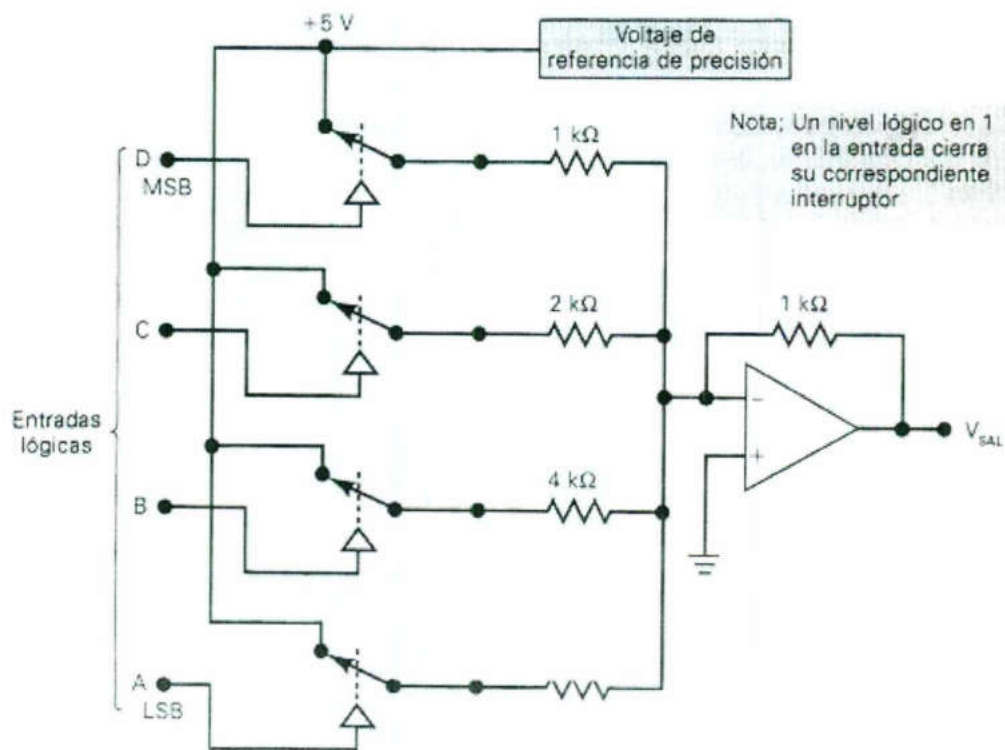 +5 V
Voltaje de
referencia de precisión
Nota; Un nivel lógico en 1
en la entrada cierra
su correspondiente
interruptor
D
MSB
1 kΩ
C
2 kΩ
1 kΩ
Entradas
lógicas
−
+
V_SAL
B
4 kΩ
A
LSB